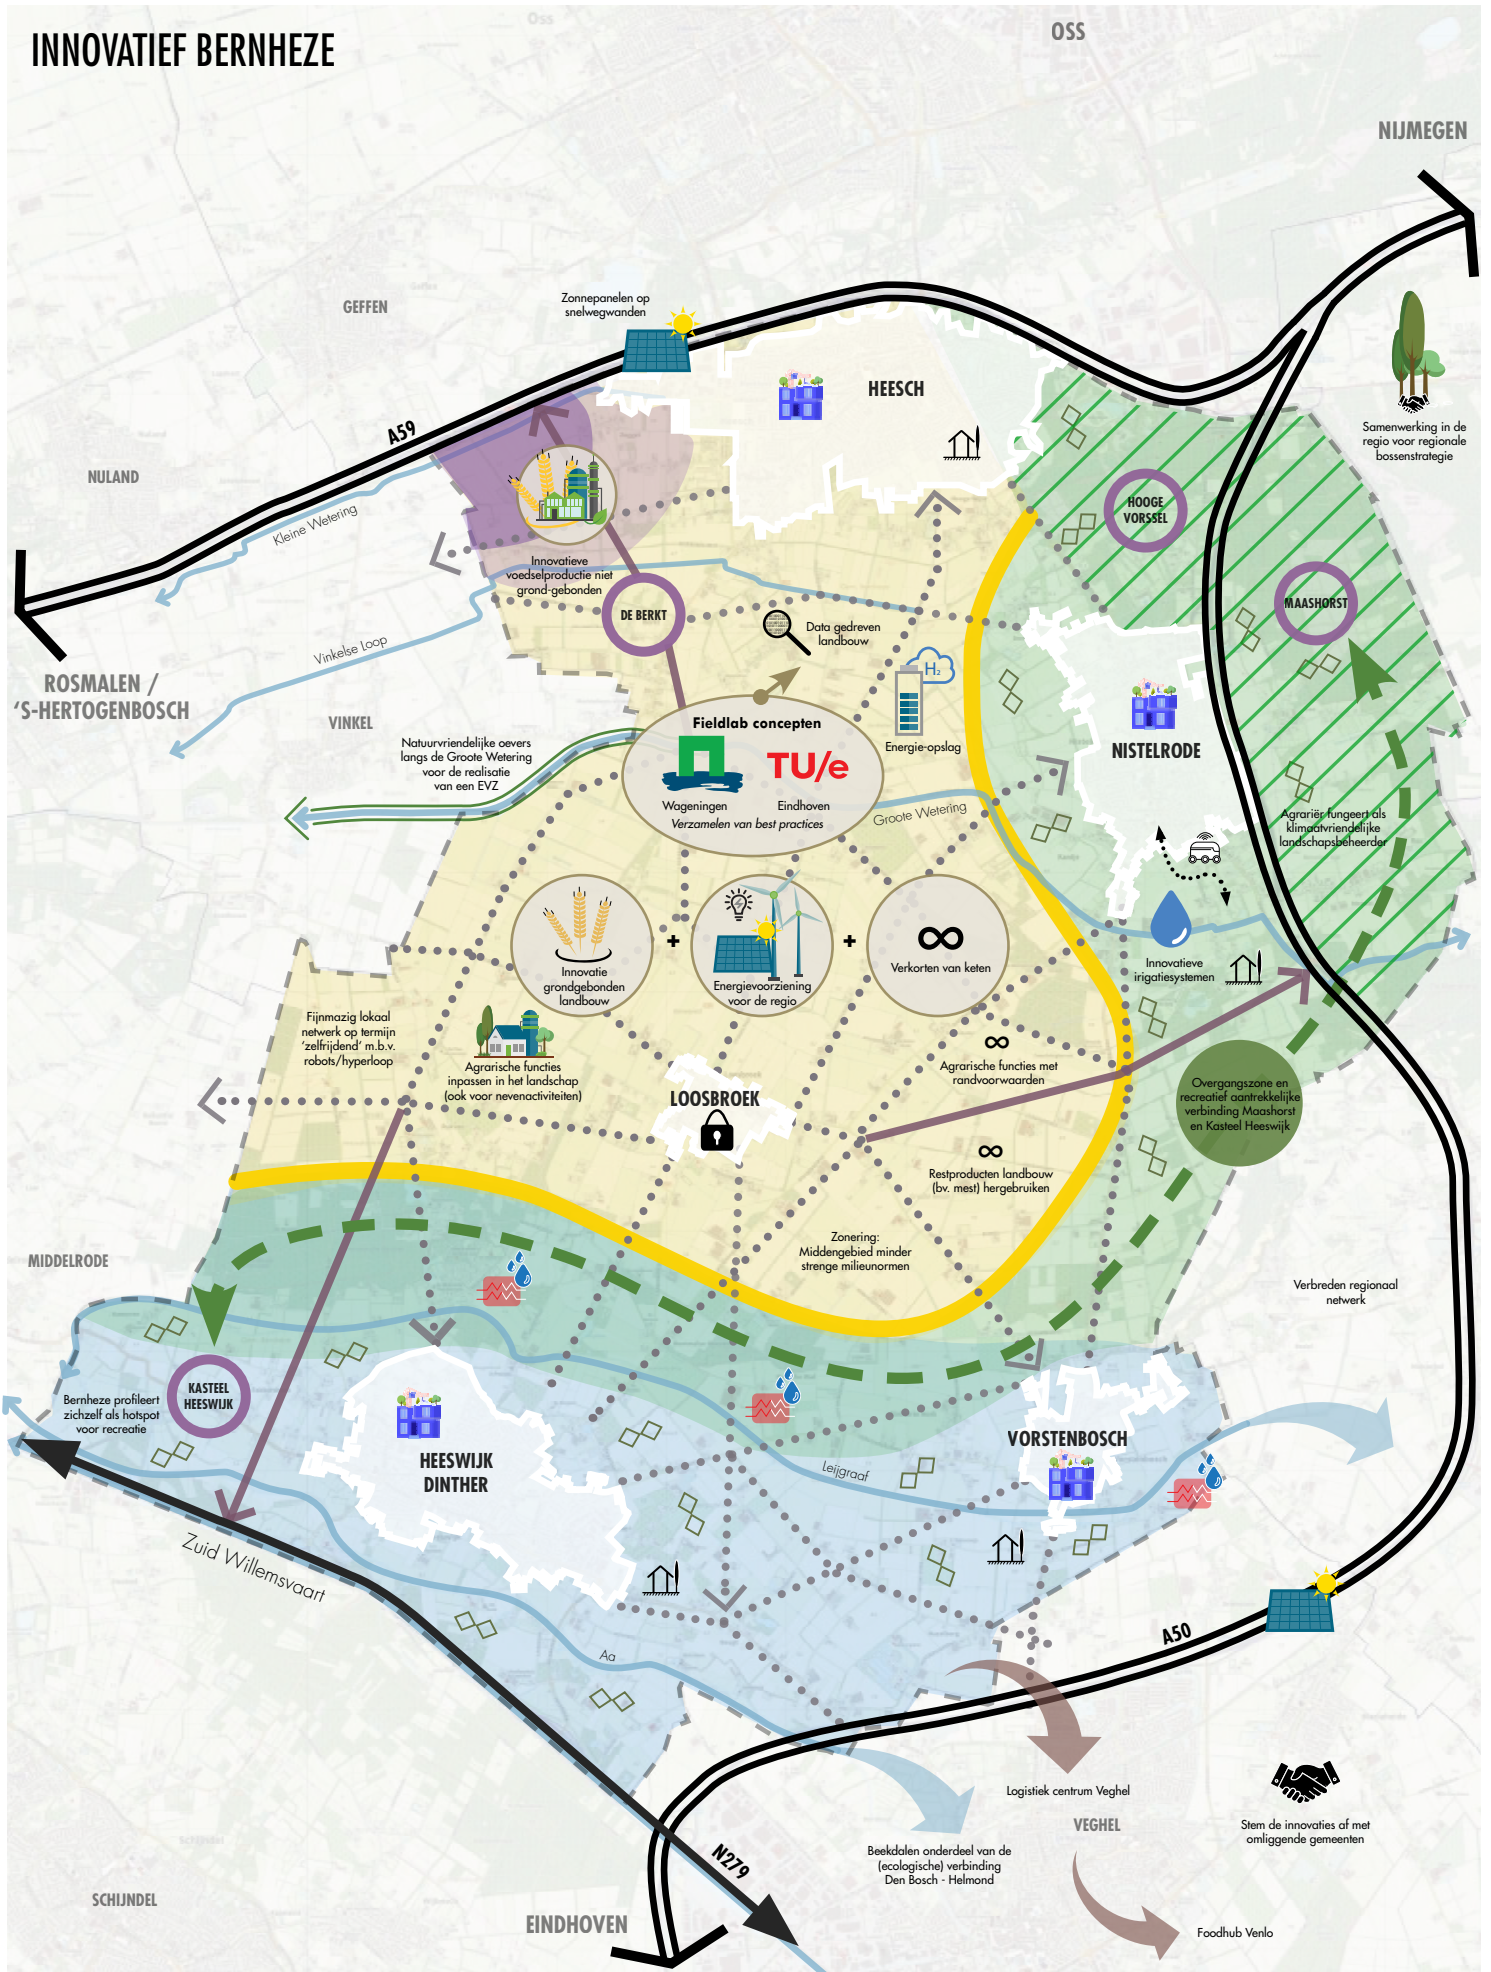 INNOVATIEF BERNHEZE
Oss
OSS
NIJMEGEN
GEFFEN
Zonnepanelen op
snelwegwanden
HEESCH
A59
Samenwerking in de
regio voor regionale
bossenstrategie
NULAND
Kleine Wetering
HOOGE
VORSSEL
Innovatieve
voedselproductie niet
grond-gebonden
DE BERKT
MAASHORST
Data gedreven
landbouw
Vinkelse Loop
H₂
ROSMALEN /
'S-HERTOGENBOSCH
VINKEL
Natuurvriendelijke oevers
langs de Groote Wetering
voor de realisatie
van een EVZ
Fieldlab concepten
TU/e
Wageningen
Eindhoven
Verzamelen van best practices
Energie-opslag
NISTELRODE
Groote Wetering
Agrariër fungeert als
klimaatvriendelijke
landschapsbeheerder
Innovatie
grondgebonden
landbouw
+
Energievoorziening
voor de regio
+
Verkorten van keten
Innovatieve
irigatiesystemen
Fijnmazig lokaal
netwerk op termijn
'zelfrijdend' m.b.v.
robots/hyperloop
Agrarische functies
inpassen in het landschap
(ook voor nevenactiviteiten)
Agrarische functies met
randvoorwaarden
LOOSBROEK
Overgangszone en
recreatief aantrekkelijke
verbinding Maashorst
en Kasteel Heeswijk
Restproducten landbouw
(bv. mest) hergebruiken
Zonering:
Middengebied minder
strenge milieunormen
MIDDELRODE
Verbreden regionaal
netwerk
KASTEEL
HEESWIJK
Bernheze profileert
zichzelf als hotspot
voor recreatie
HEESWIJK
DINTHER
VORSTENBOSCH
Leijgraaf
Zuid Willemsvaart
Aa
A50
Logistiek centrum Veghel
VEGHEL
Stem de innovaties af met
omliggende gemeenten
Beekdalen onderdeel van de
(ecologische) verbinding
Den Bosch - Helmond
N279
SCHIJNDEL
EINDHOVEN
Foodhub Venlo